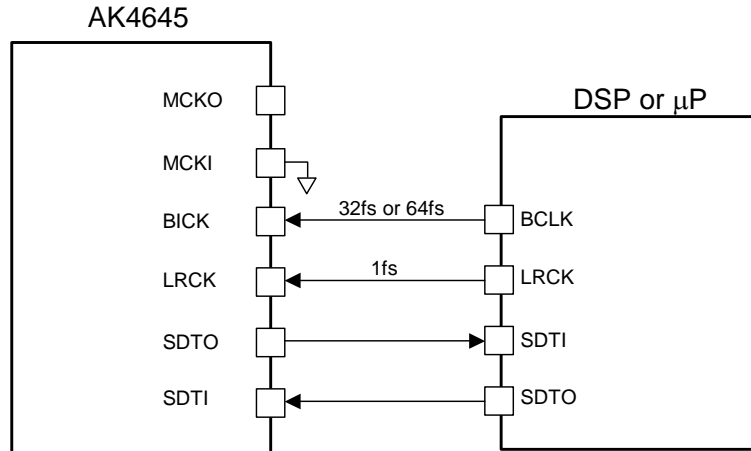 AK4645
DSP or μP
MCKO
MCKI
BICK
32fs or 64fs
BCLK
LRCK
1fs
LRCK
SDTO
SDTI
SDTI
SDTO